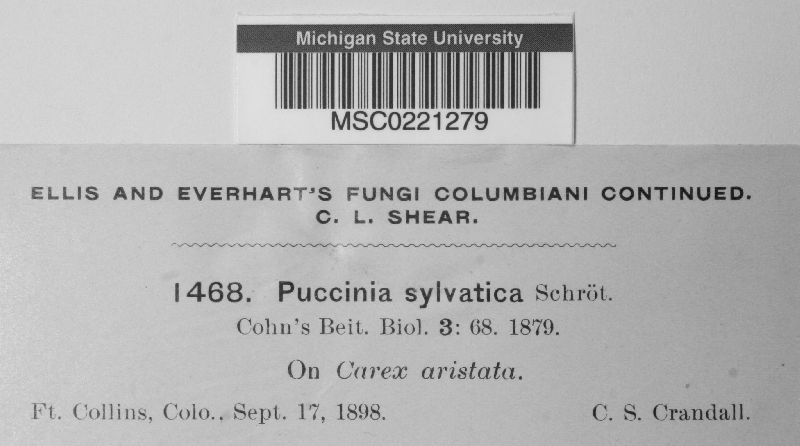 Michigan State University
MSC0221279
ELLIS AND EVERHART'S FUNGI COLUMBIANI CONTINUED.
C. L. SHEAR.
1468. Puccinia sylvatica Schröt.
Cohn's Beit. Biol. 3: 68. 1879.
On Carex aristata.
Ft. Collins, Colo., Sept. 17, 1898. C. S. Crandall.